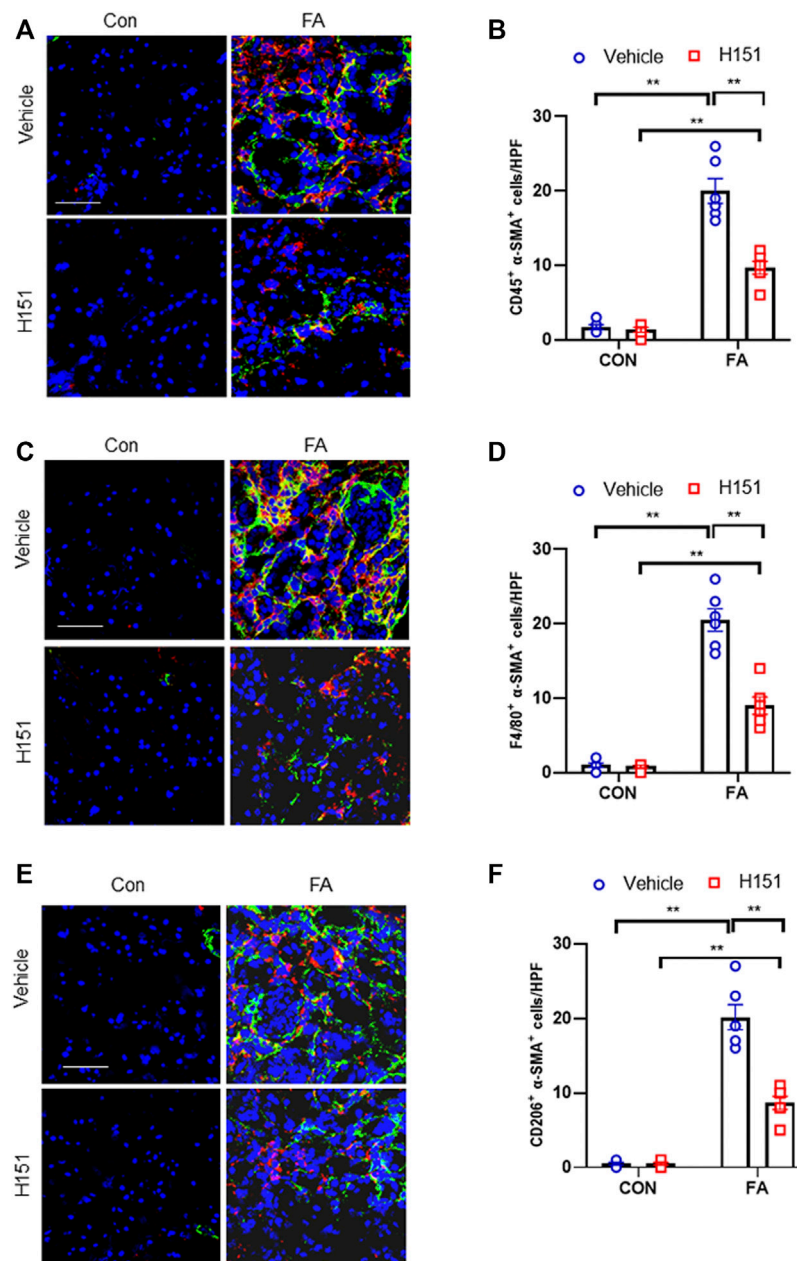 A
Con
FA
Vehicle
H151
B
Vehicle
H151
**
**
**
30
20
10
0
CD45+ α-SMA+ cells/HPF
CON
FA
C
Con
FA
Vehicle
H151
D
Vehicle
H151
**
**
**
30
20
10
0
F4/80+ α-SMA+ cells/HPF
CON
FA
E
Con
FA
Vehicle
H151
F
Vehicle
H151
**
**
**
30
20
10
0
CD206+ α-SMA+ cells/HPF
CON
FA